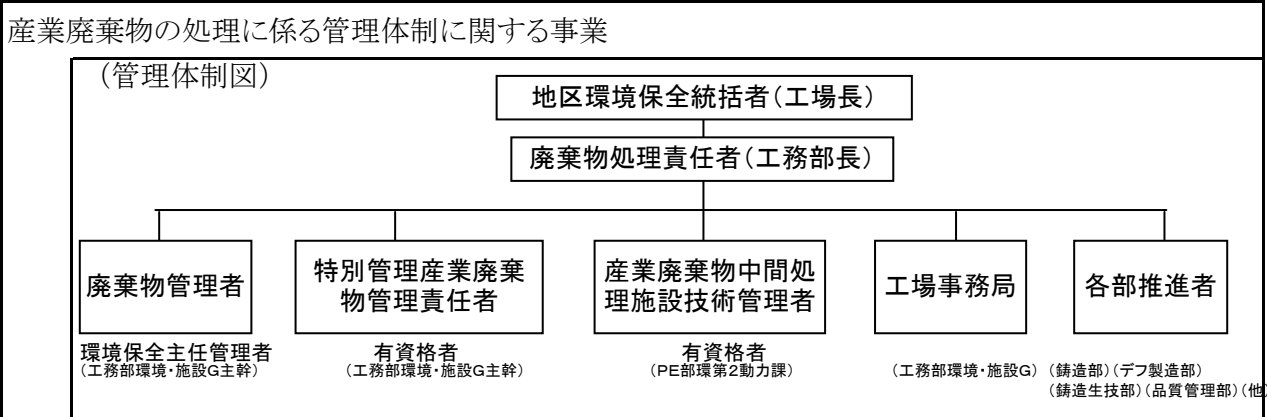 産業廃棄物の処理に係る管理体制に関する事業
（管理体制図）
地区環境保全統括者（工場長）
廃棄物処理責任者（工務部長）
廃棄物管理者
特別管理産業廃棄
物管理責任者
産業廃棄物中間処
理施設技術管理者
工場事務局
各部推進者
環境保全主任管理者
（工務部環境・施設G主幹）
有資格者
（工務部環境・施設G主幹）
有資格者
（PE部環第2動力課）
（工務部環境・施設G）
（鋳造部）（デフ製造部）
（鋳造生技部）（品質管理部）（他）